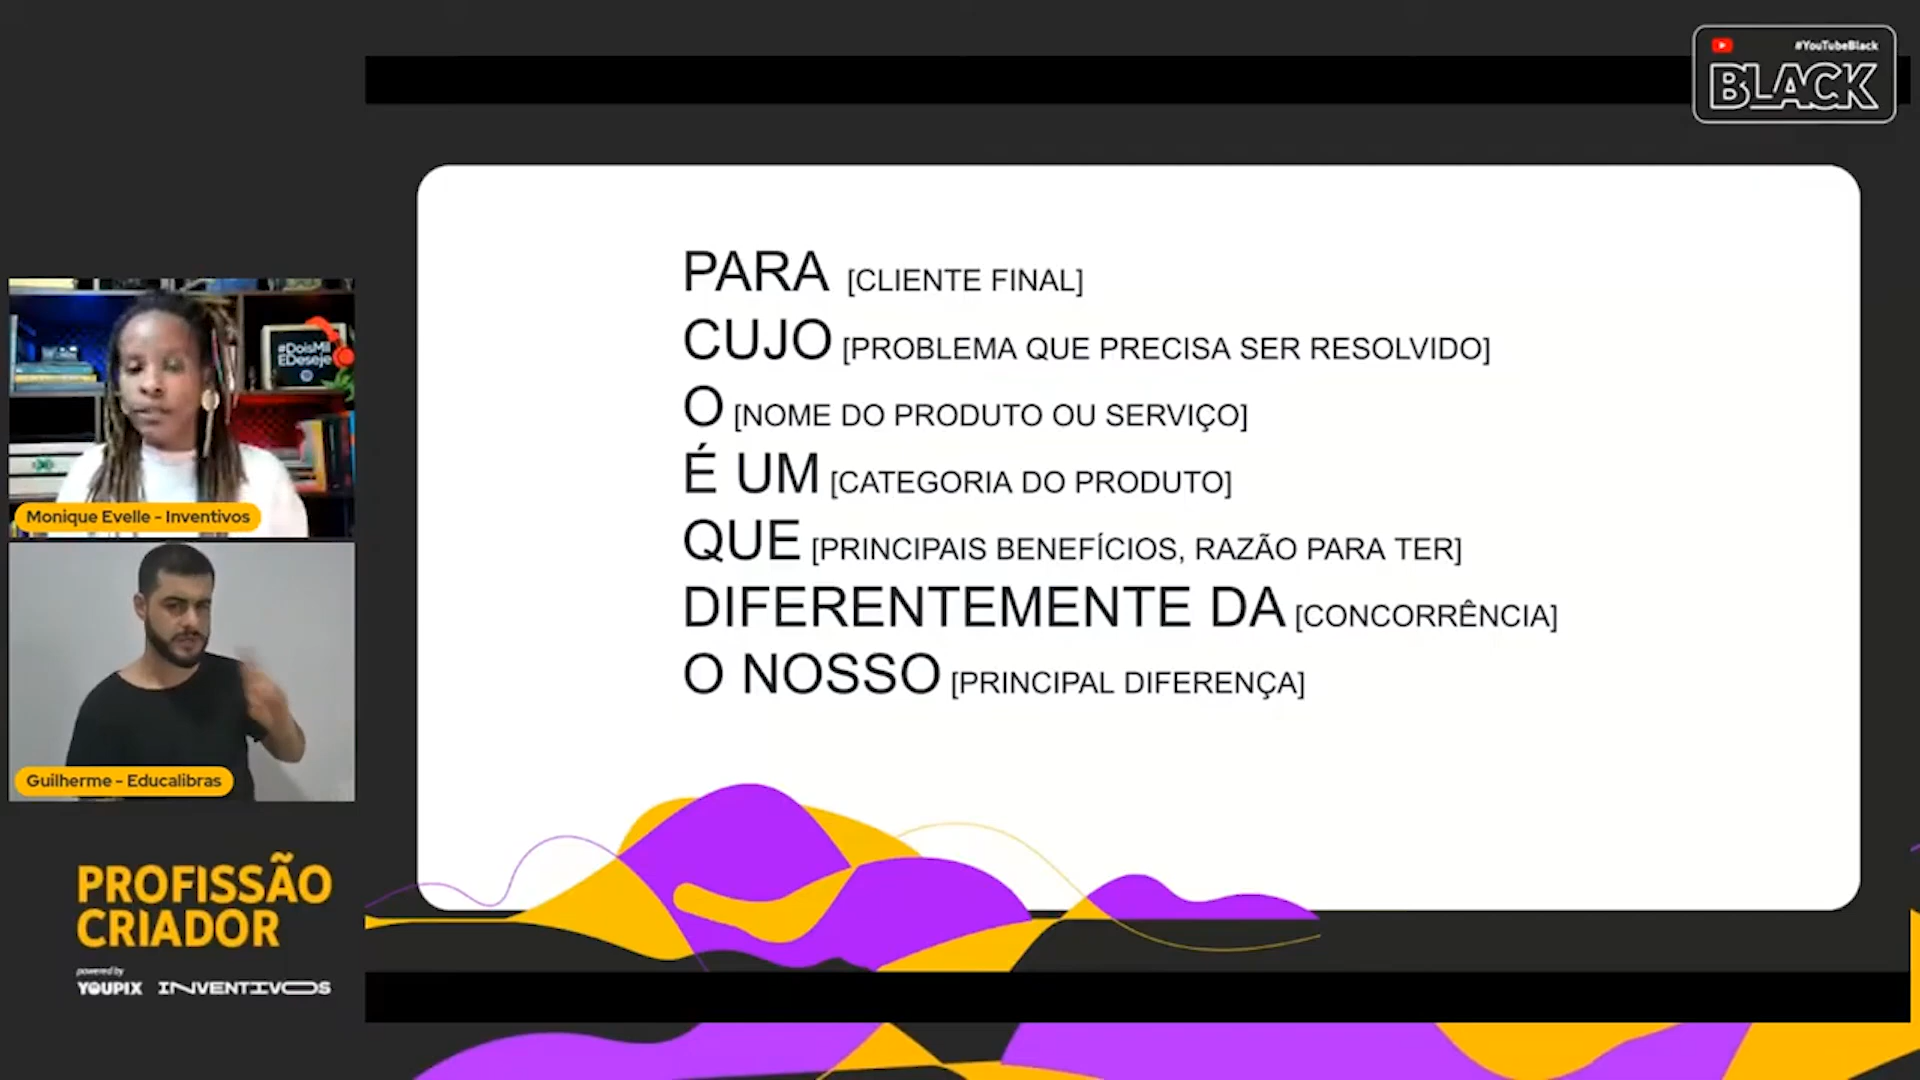 #YouTubeBlack
BLACK
PARA [CLIENTE FINAL]
CUJO [PROBLEMA QUE PRECISA SER RESOLVIDO]
O [NOME DO PRODUTO OU SERVIÇO]
É UM [CATEGORIA DO PRODUTO]
QUE [PRINCIPAIS BENEFÍCIOS, RAZÃO PARA TER]
DIFERENTEMENTE DA [CONCORRÊNCIA]
O NOSSO [PRINCIPAL DIFERENÇA]
#DoisMil
EDeseje
Monique Evelle - Inventivos
Guilherme - Educalibras
PROFISSÃO
CRIADOR
powered by
YOUPIX INVENTIVOS